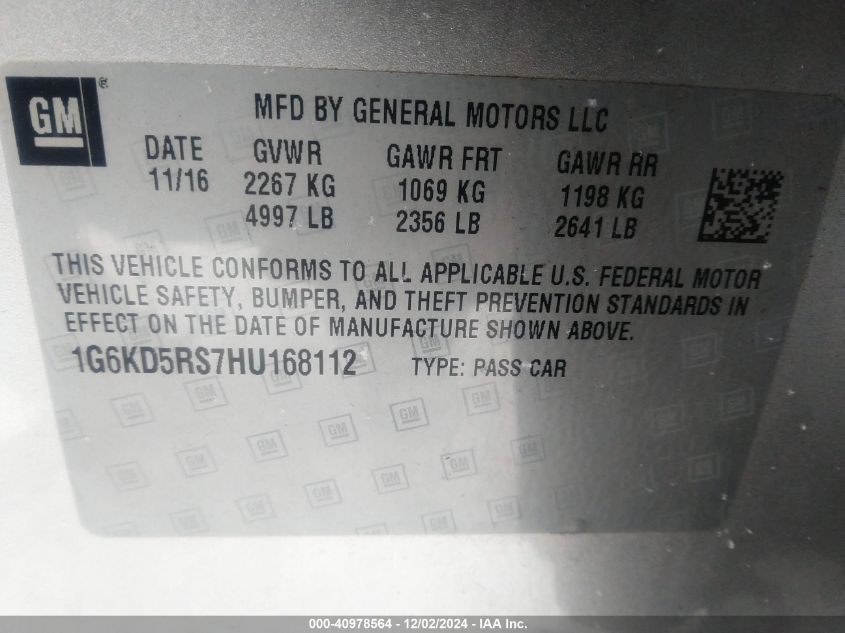 GM ®
MFD BY GENERAL MOTORS LLC
DATE GVWR GAWR FRT GAWR RR
11/16 2267 KG 1069 KG 1198 KG
4997 LB 2356 LB 2641 LB
THIS VEHICLE CONFORMS TO ALL APPLICABLE U.S. FEDERAL MOTOR
VEHICLE SAFETY, BUMPER, AND THEFT PREVENTION STANDARDS IN
EFFECT ON THE DATE OF MANUFACTURE SHOWN ABOVE.
1G6KD5RS7HU168112 TYPE: PASS CAR
000-40978564 - 12/02/2024 - IAA Inc.